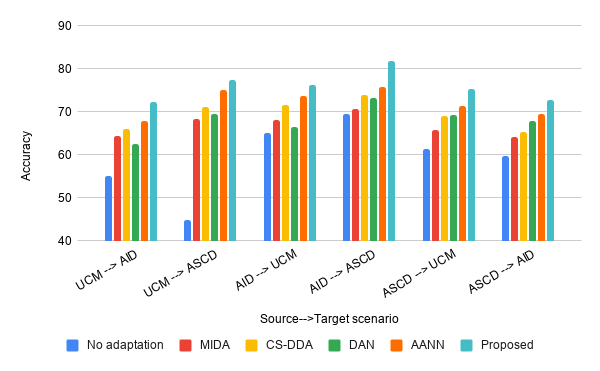 90
80
70
60
50
40
Accuracy
UCM --> AID
UCM --> ASCD
AID --> UCM
AID --> ASCD
ASCD --> UCM
ASCD --> AID
Source-->Target scenario
No adaptation MIDA CS-DDA DAN AANN Proposed